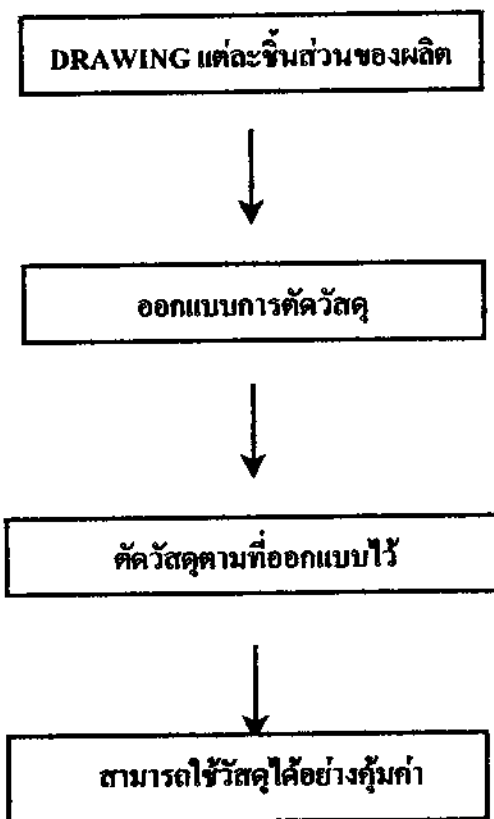 DRAWING แต่ละชิ้นส่วนของผลิต
ออกแบบการตัดวัสดุ
ตัดวัสดุตามที่ออกแบบไว้
สามารถใช้วัสดุได้อย่างคุ้มค่า